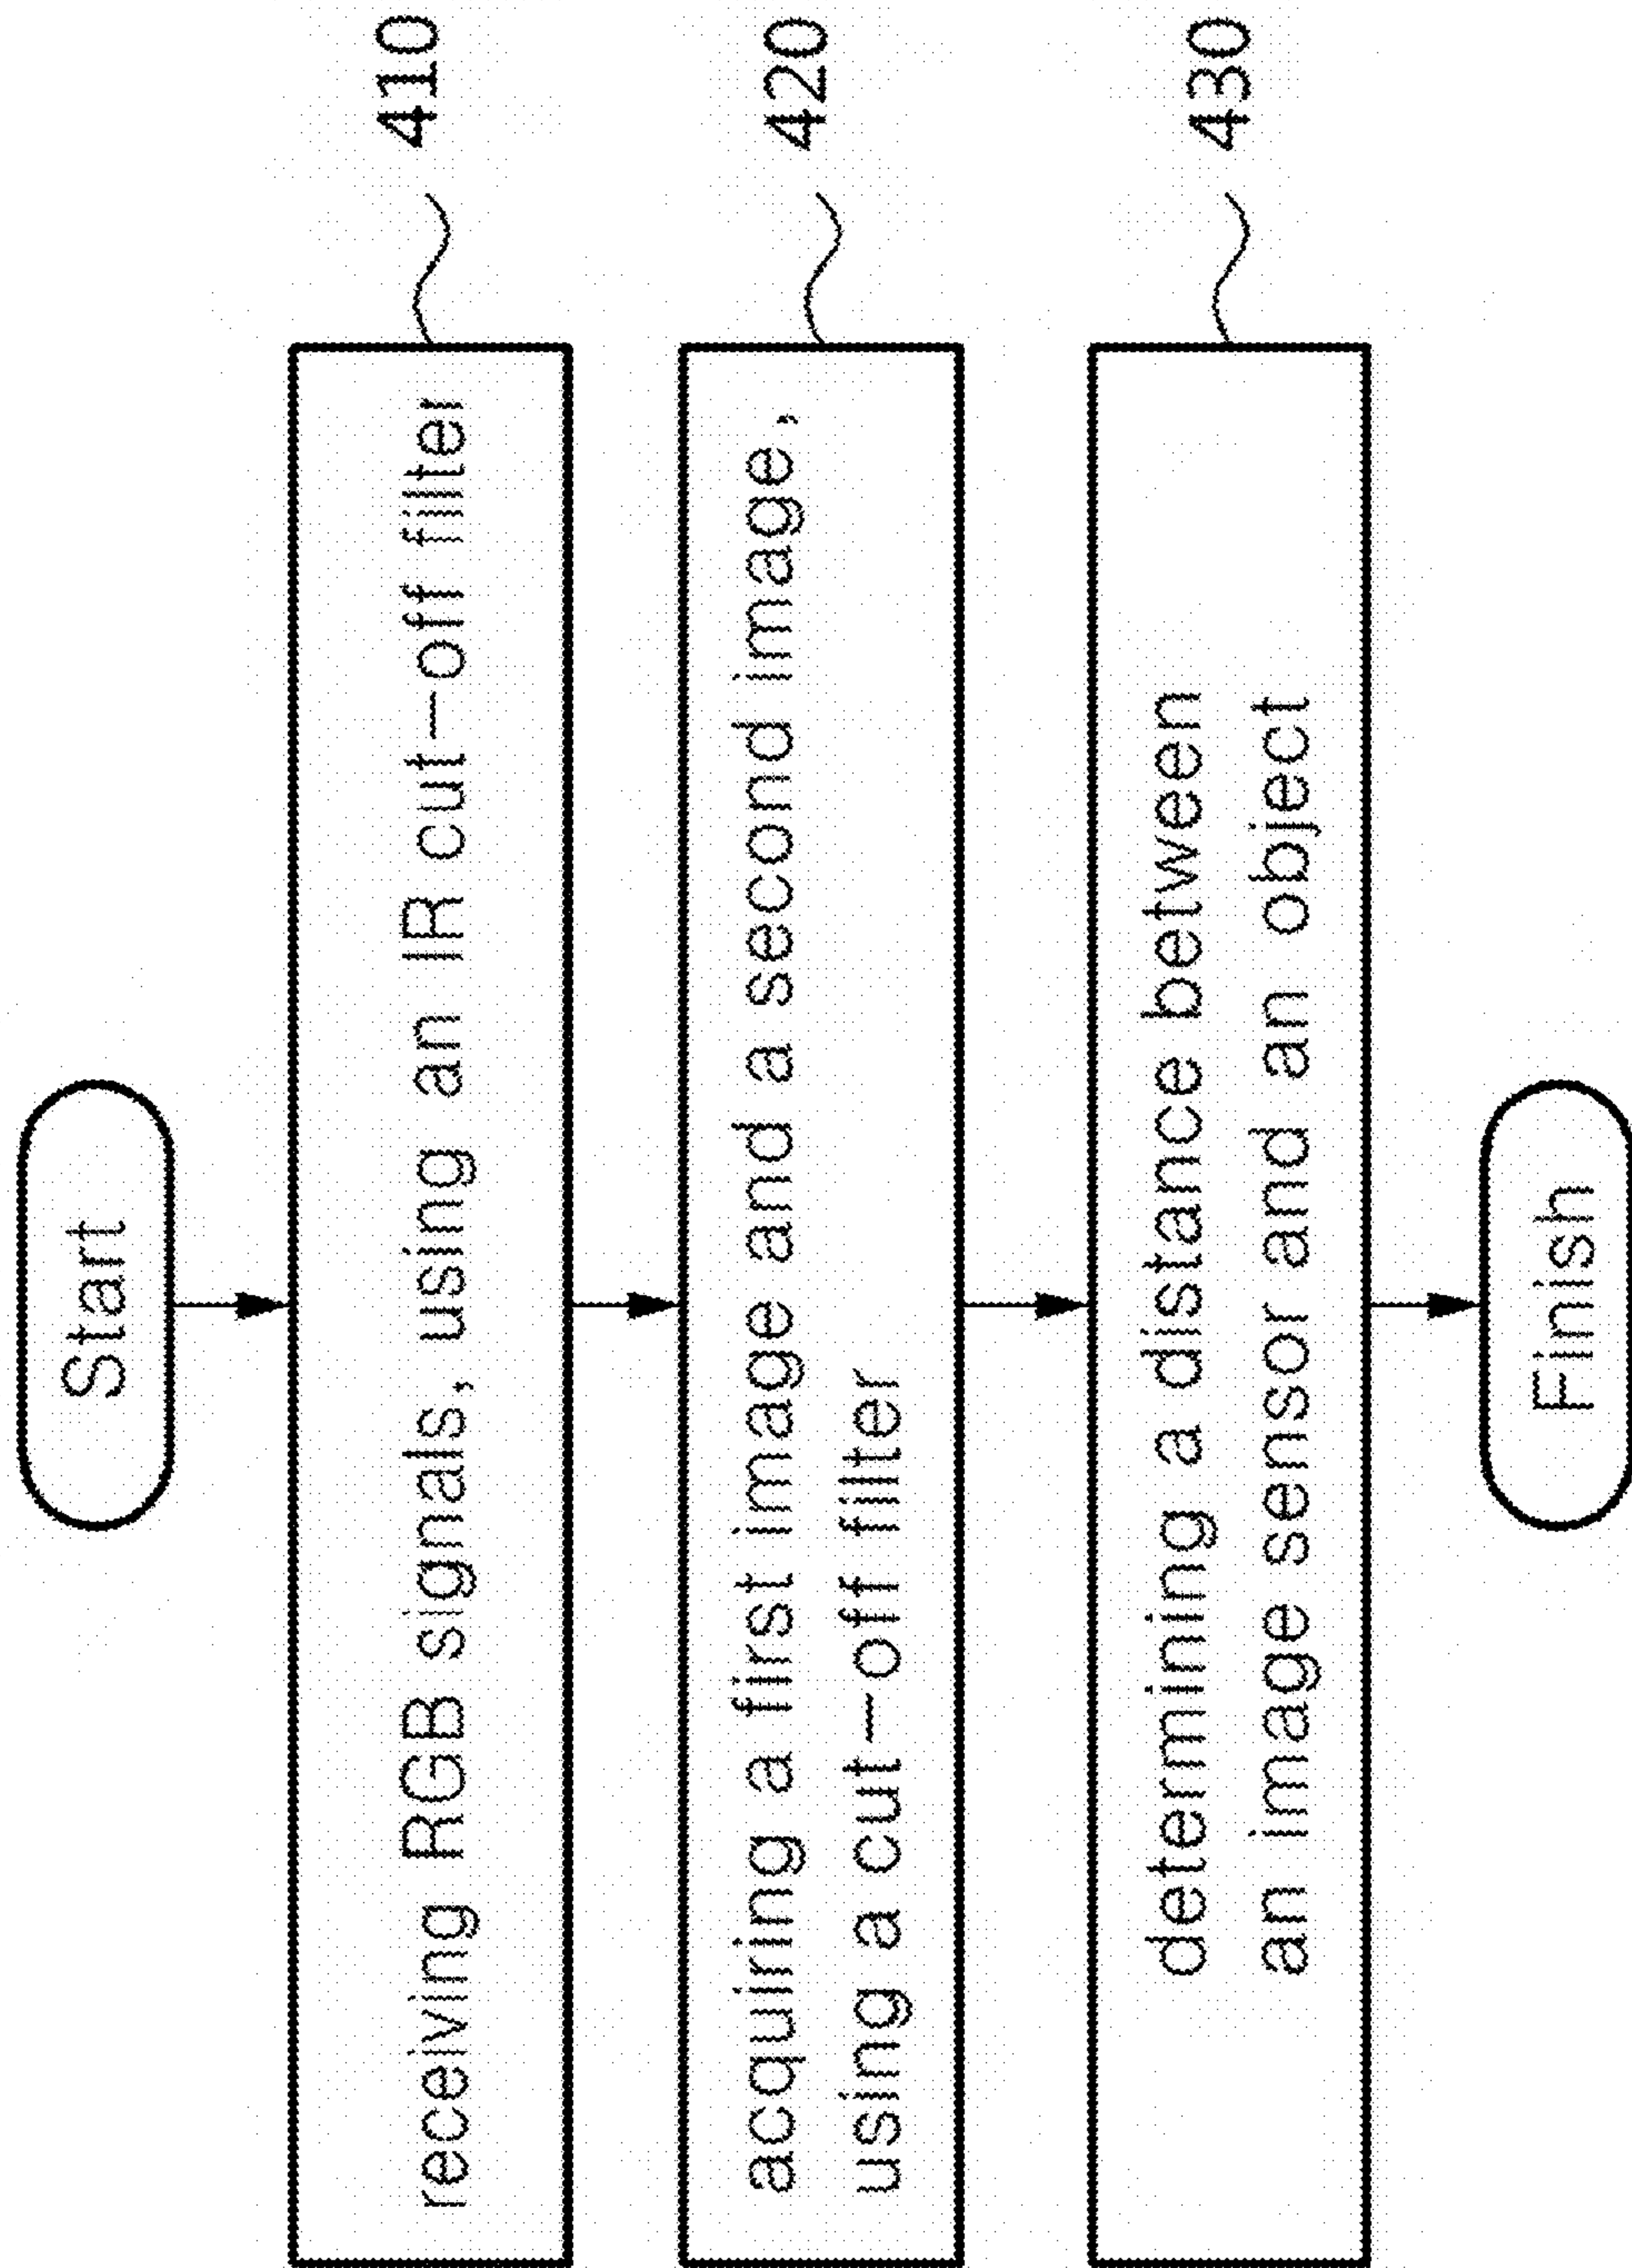 Start
receiving RGB signals, using an IR cut-off filter
410
acquiring a first image and a second image,
using a cut-off filter
420
determining a distance between
an image sensor and an object
430
Finish